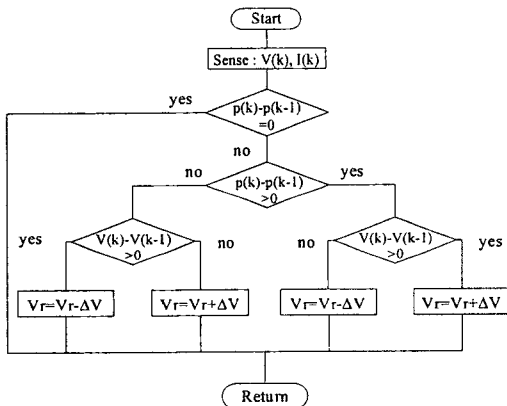 Start
Sense : V(k), I(k)
yes
p(k)-p(k-1)
=0
no
no
p(k)-p(k-1)
>0
yes
yes
V(k)-V(k-1)
>0
no
no
V(k)-V(k-1)
>0
yes
Vr=Vr-ΔV
Vr=Vr+ΔV
Vr=Vr-ΔV
Vr=Vr+ΔV
Return